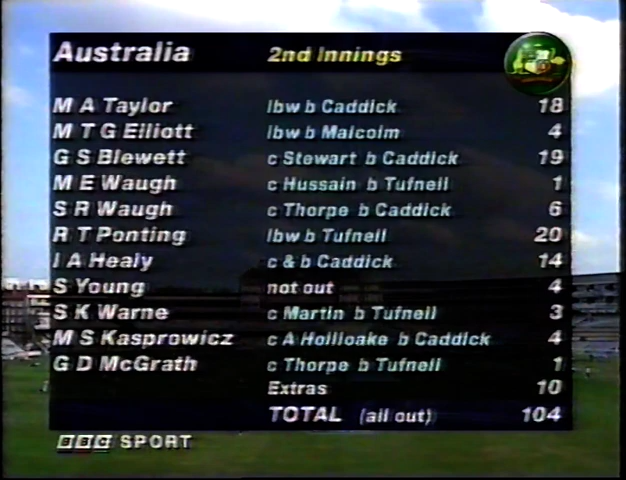 Australia 2nd Innings
M A Taylor lbw b Caddick 18
M T G Elliott lbw b Malcolm 4
G S Blewett c Stewart b Caddick 19
M E Waugh c Hussain b Tufnell 1
S R Waugh c Thorpe b Caddick 6
R T Ponting lbw b Tufnell 20
I A Healy c & b Caddick 14
S Young not out 4
S K Warne c Martin b Tufnell 3
M S Kasprowicz c A Hollioake b Caddick 4
G D McGrath c Thorpe b Tufnell 1
Extras 10
TOTAL (all out) 104
BBC SPORT